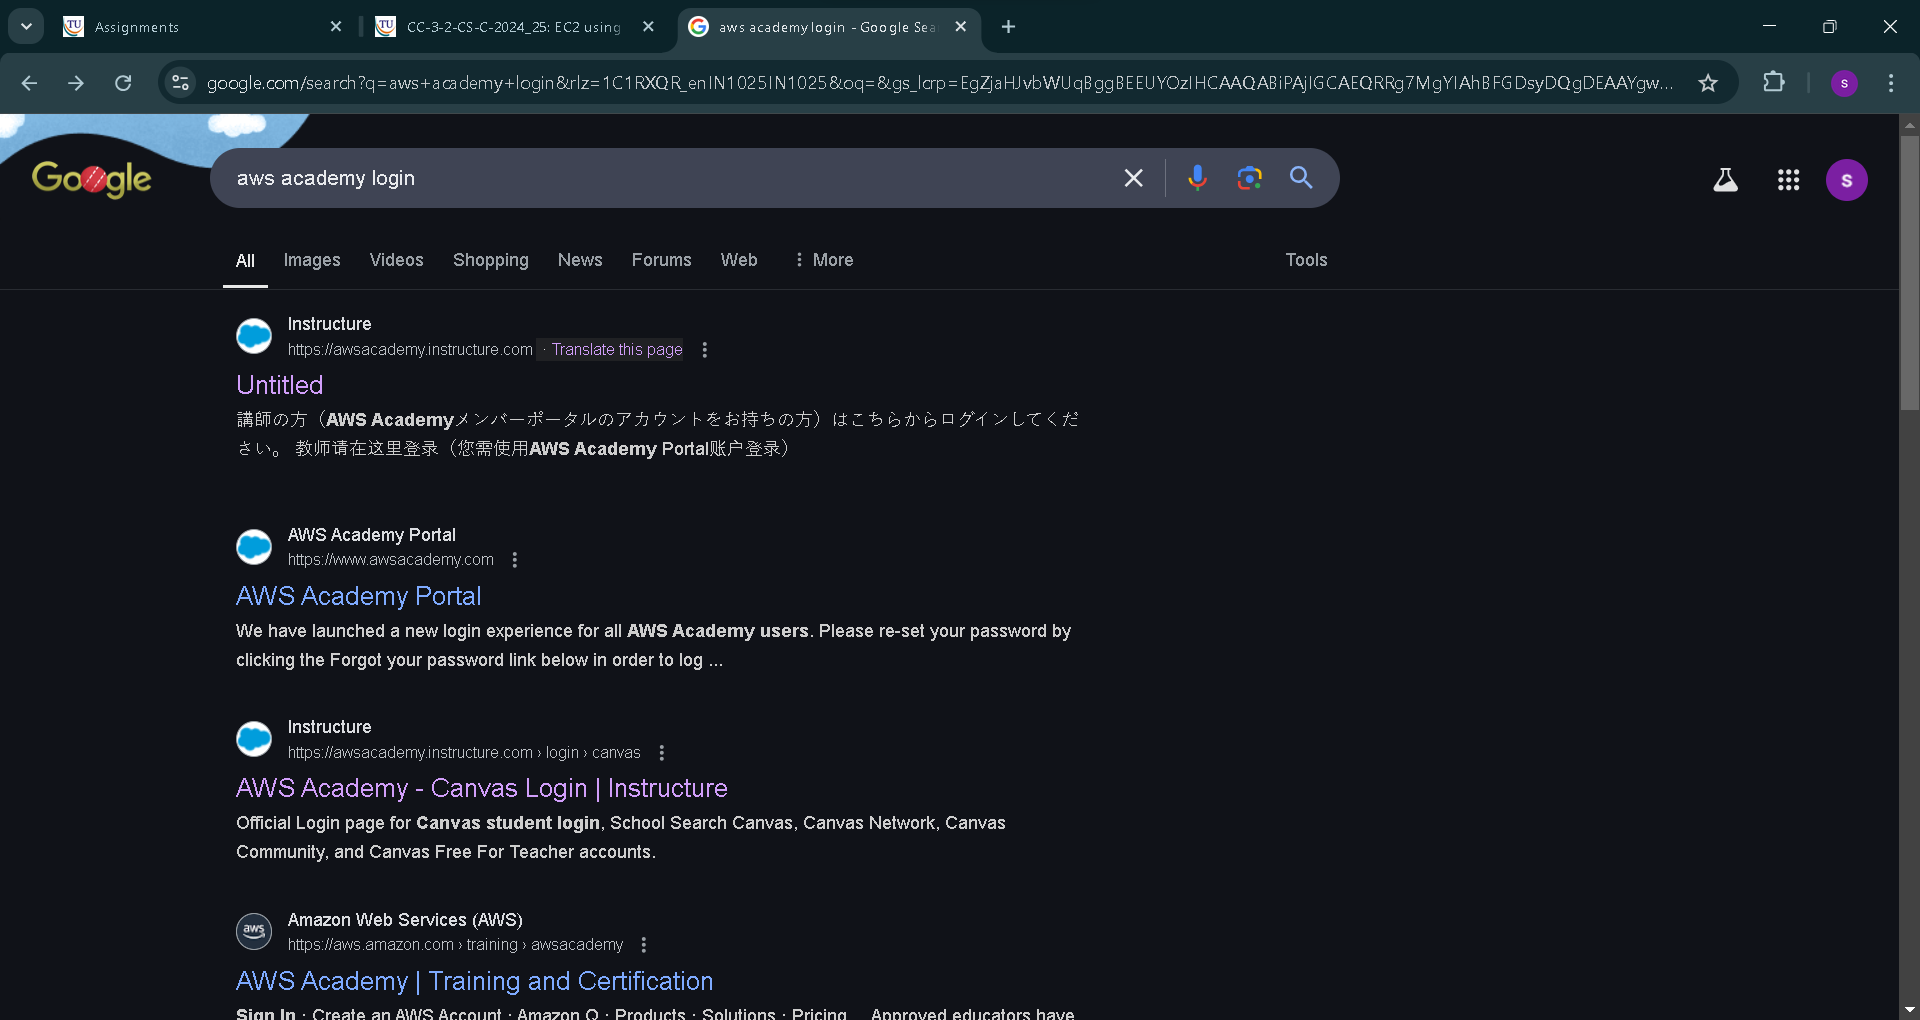 Assignments
CC-3-2-CS-C-2024_25: EC2 using
aws academy login - Google Sea
google.com/search?q=aws+academy+login&rlz=1C1RXQR_enIN1025IN1025&oq=&gs_lcrp=EgZjaHJvbWUqBggBEEUYOzIHCAAQABiPAjIGCAEQRRg7MgYIAhBFGDsyDQgDEAAYgw...
s
Google
aws academy login
s
All
Images
Videos
Shopping
News
Forums
Web
More
Tools
Instructure
https://awsacademy.instructure.com · Translate this page
Untitled
講師の方（AWS Academyメンバーポータルのアカウントをお持ちの方）はこちらからログインしてくだ
さい。 教师请在这里登录（您需使用AWS Academy Portal账户登录）
AWS Academy Portal
https://www.awsacademy.com
AWS Academy Portal
We have launched a new login experience for all AWS Academy users. Please re-set your password by
clicking the Forgot your password link below in order to log ...
Instructure
https://awsacademy.instructure.com › login › canvas
AWS Academy - Canvas Login | Instructure
Official Login page for Canvas student login, School Search Canvas, Canvas Network, Canvas
Community, and Canvas Free For Teacher accounts.
aws
Amazon Web Services (AWS)
https://aws.amazon.com › training › awsacademy
AWS Academy | Training and Certification
Sign In · Create an AWS Account · Amazon Q · Products · Solutions · Pricing ... Approved educators have